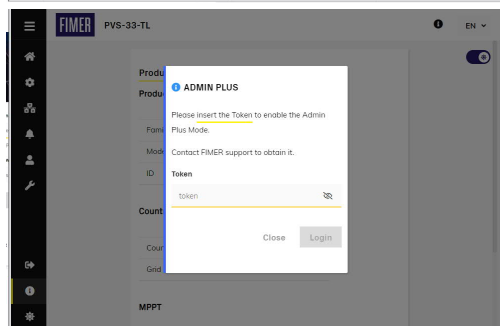 FIMER PVS-33-TL EN
Produ
ADMIN PLUS
Produ
Please insert the Token to enable the Admin
Plus Mode.
Fami
Mode
Contact FIMER support to obtain it.
ID
Token
token
Count
Close Login
Coun
Grid
MPPT